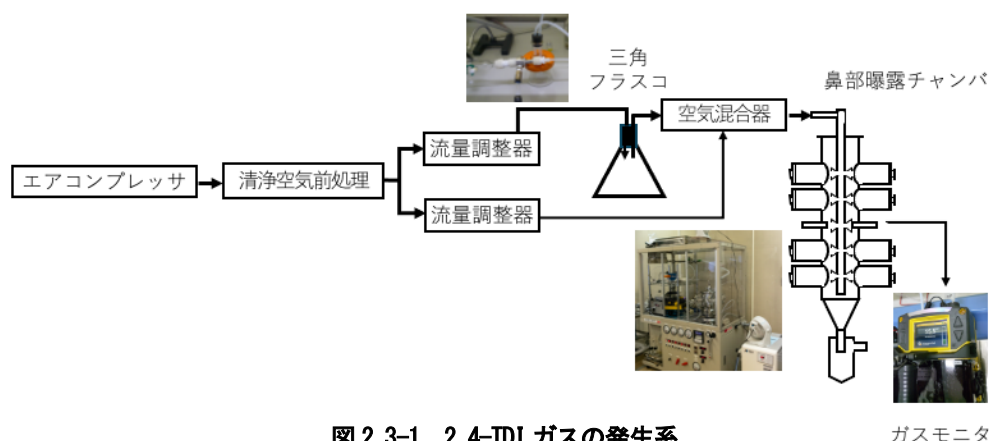 三角
フラスコ
鼻部曝露チャンバ
空気混合器
流量調整器
エアコンプレッサ
清浄空気前処理
流量調整器
図 2.3-1 2,4-TDI ガスの発生系
ガスモニタ